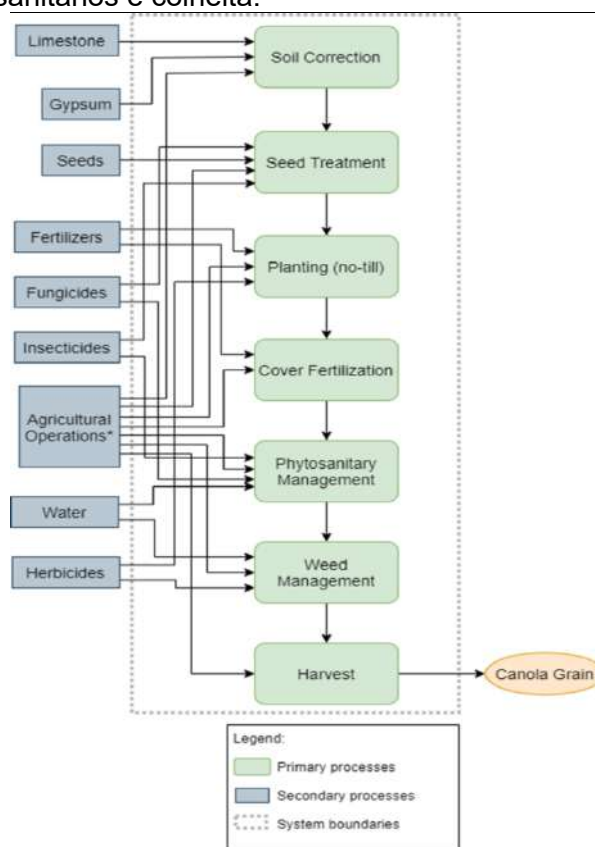 sanitários e colheita.
Limestone
Soil Correction
Gypsum
Seeds
Seed Treatment
Fertilizers
Planting (no-till)
Fungicides
Insecticides
Cover Fertilization
Agricultural
Operations*
Phytosanitary
Management
Water
Weed
Management
Herbicides
Harvest
Canola Grain
Legend:
Primary processes
Secondary processes
System boundaries